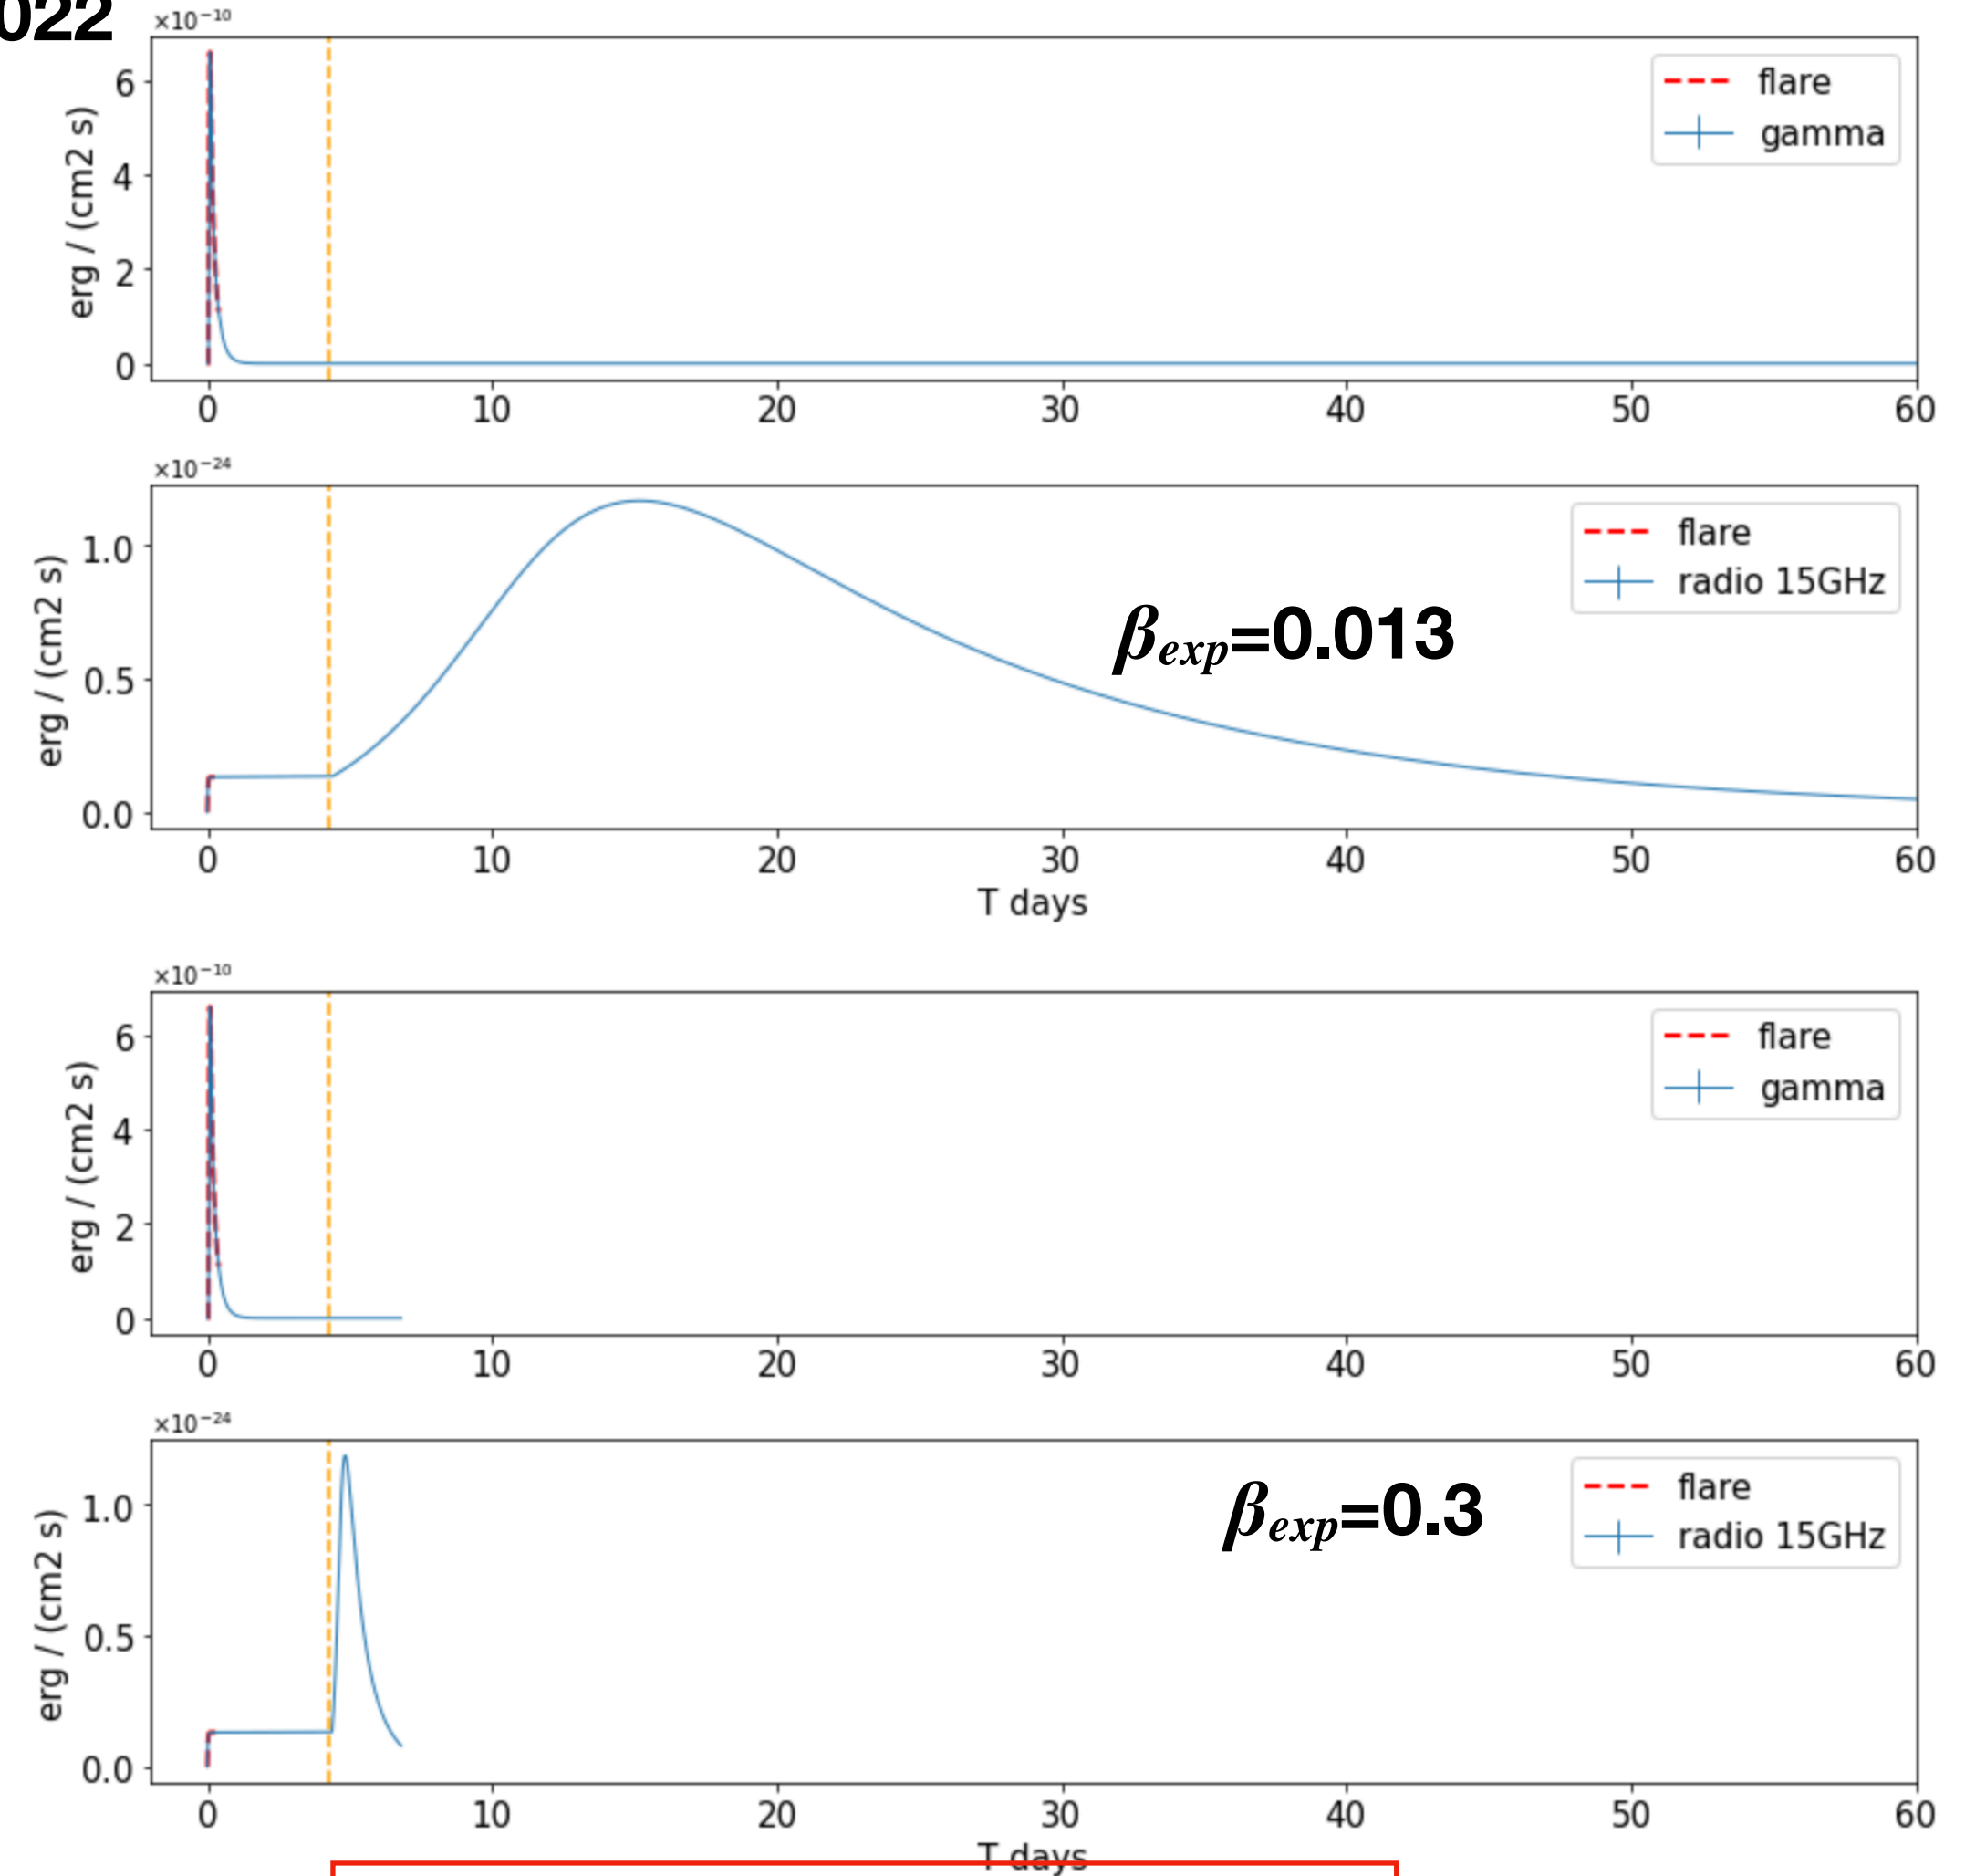 022
×10⁻¹⁰
erg / (cm2 s)
6
4
2
0
flare
gamma
0 10 20 30 40 50 60
×10⁻²⁴
erg / (cm2 s)
1.0
0.5
0.0
flare
radio 15GHz
βexp=0.013
0 10 20 30 40 50 60
T days
×10⁻¹⁰
erg / (cm2 s)
6
4
2
0
flare
gamma
0 10 20 30 40 50 60
×10⁻²⁴
erg / (cm2 s)
1.0
0.5
0.0
flare
radio 15GHz
βexp=0.3
0 10 20 30 40 50 60
T days